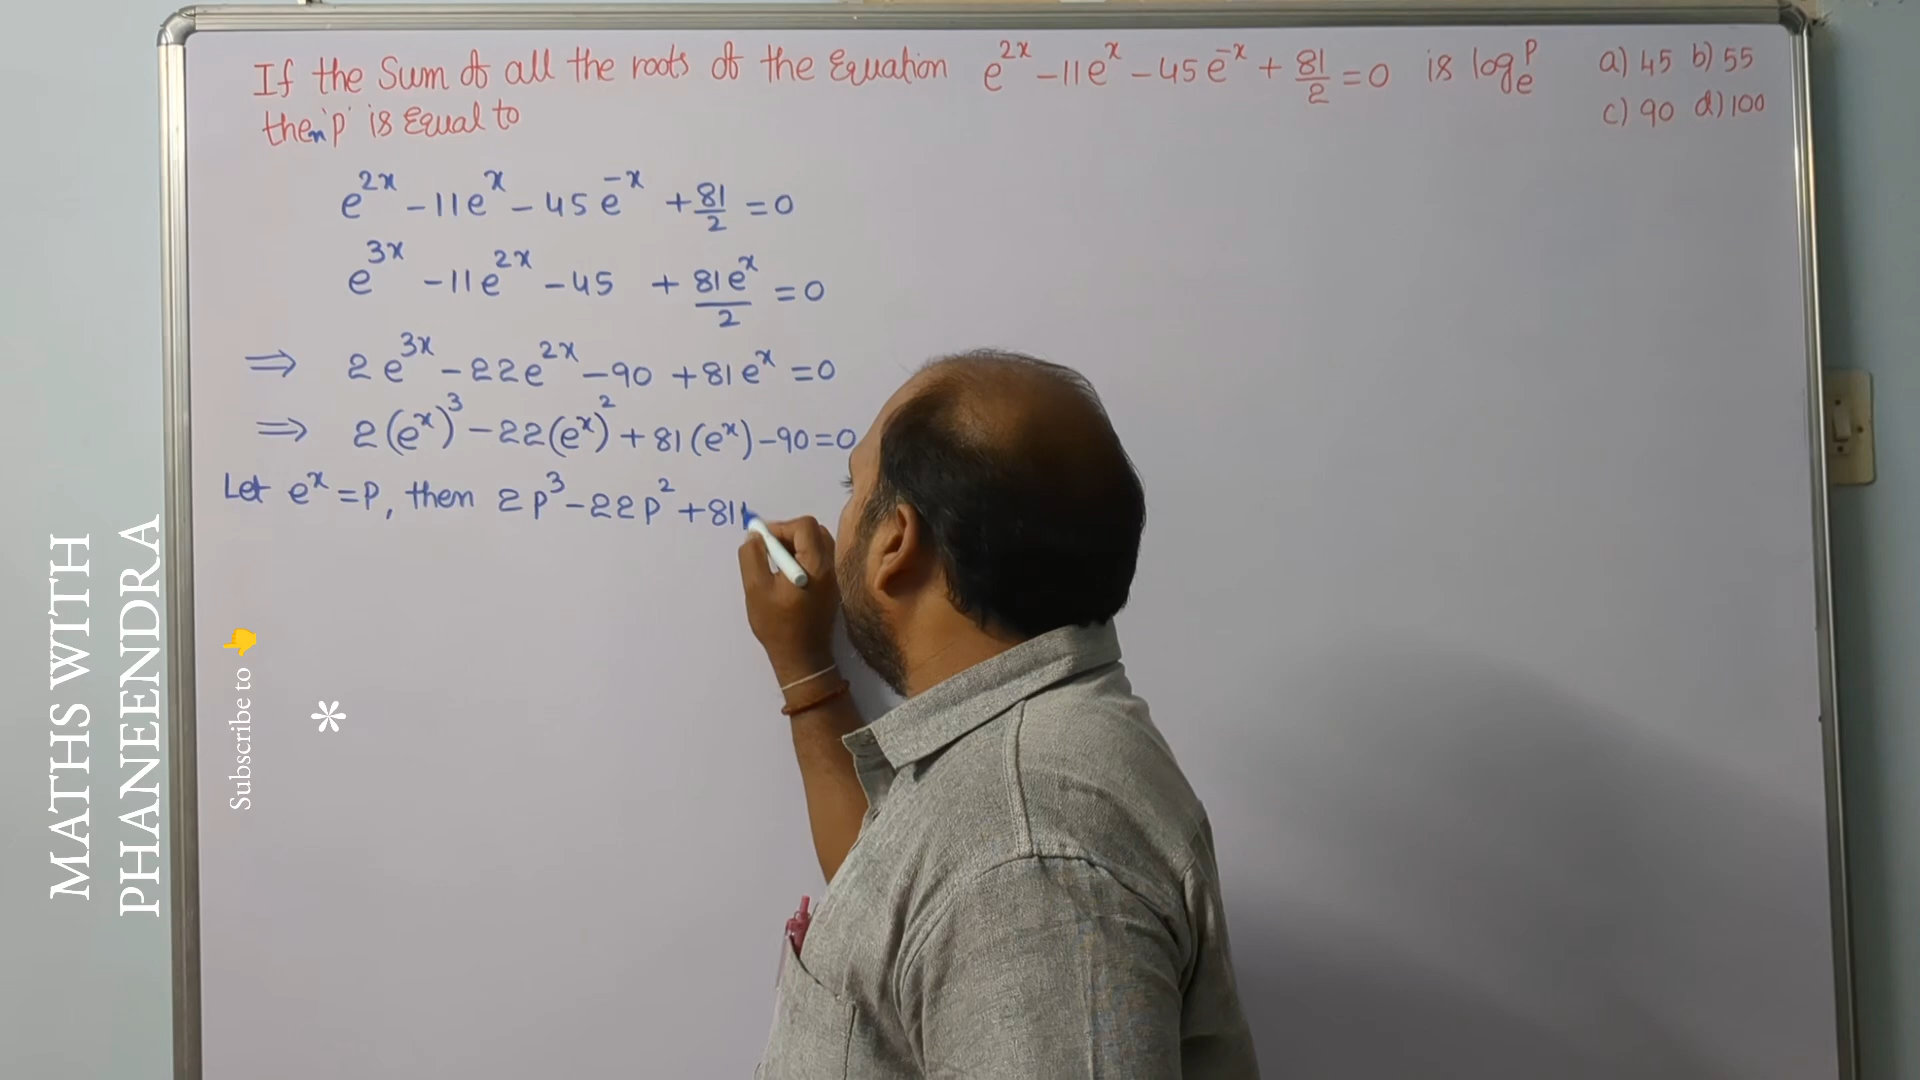 If the Sum of all the roots of the Equation e^{2x} - 11e^x - 45e^{-x} + 81/2 = 0 is log_e^P a) 45 b) 55
then 'p' is Equal to c) 90 d) 100
e^{2x} - 11e^x - 45e^{-x} + 81/2 = 0
e^{3x} - 11e^{2x} - 45 + 81e^x/2 = 0
⇒ 2e^{3x} - 22e^{2x} - 90 + 81e^x = 0
⇒ 2(e^x)^3 - 22(e^x)^2 + 81(e^x) - 90 = 0
Let e^x = P, then 2p^3 - 22p^2 + 81
MATHS WITH
PHANEENDRA
Subscribe to 👈
*